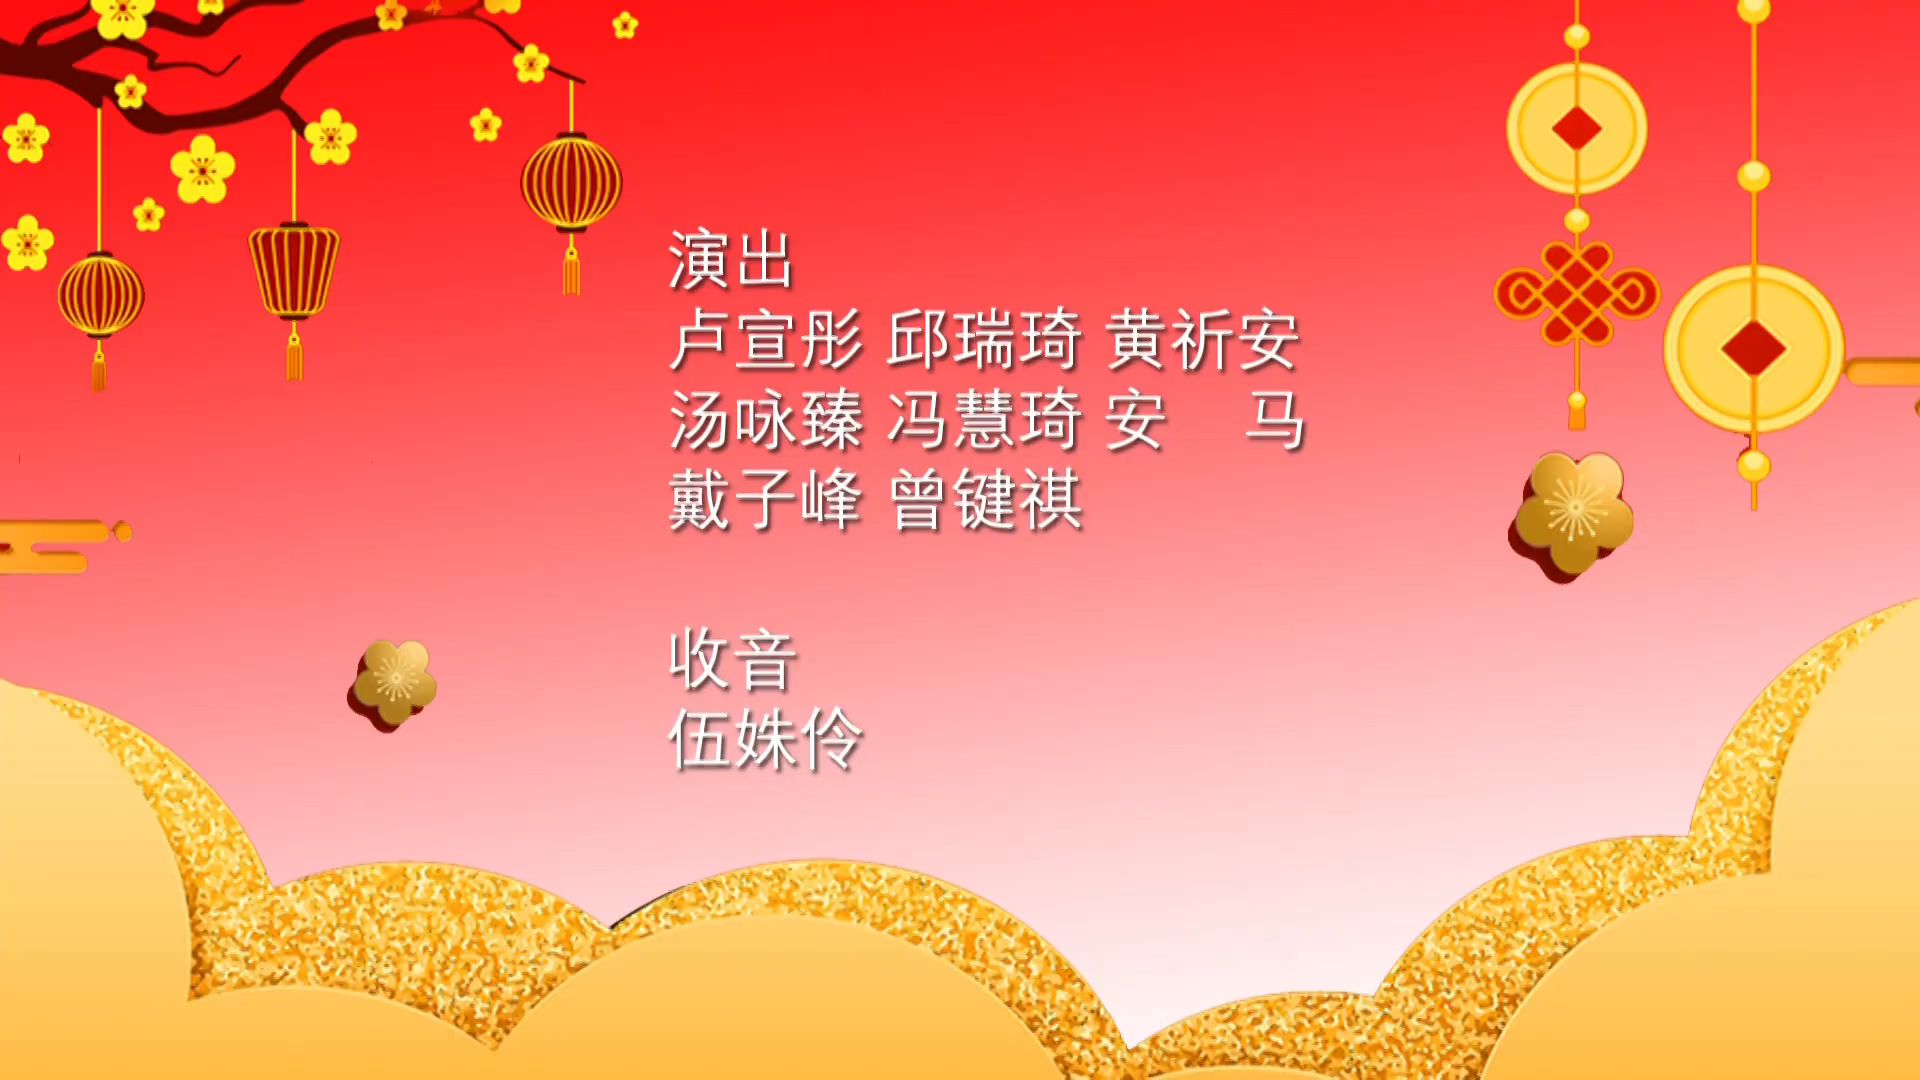 演出
卢宣彤 邱瑞琦 黄祈安
汤咏臻 冯慧琦 安　马
戴子峰 曾键祺
收音
伍姝伶